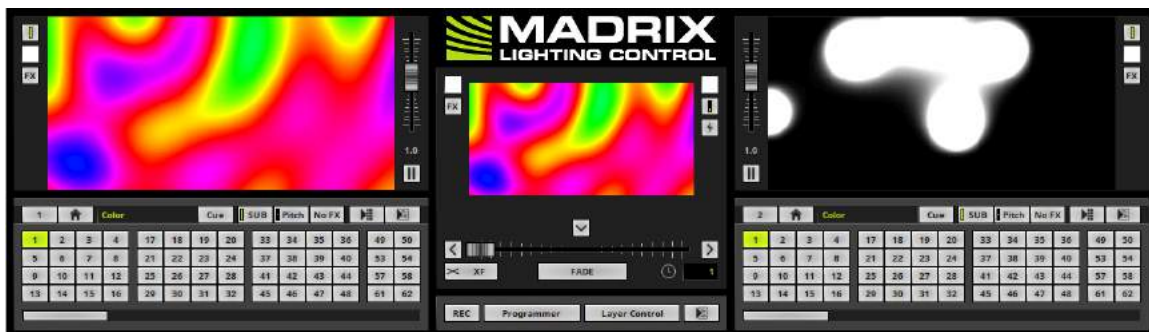 MADRIX
LIGHTING CONTROL
FX
1.0
1 Color Cue SUB Pitch No FX
1 2 3 4 17 18 19 20 33 34 35 36 49 50
5 6 7 8 21 22 23 24 37 38 39 40 53 54
9 10 11 12 25 26 27 28 41 42 43 44 57 58
13 14 15 16 29 30 31 32 45 46 47 48 61 62
FX
XF FADE 1
REC Programmer Layer Control
FX
1.0
2 Color Cue SUB Pitch No FX
1 2 3 4 17 18 19 20 33 34 35 36 49 50
5 6 7 8 21 22 23 24 37 38 39 40 53 54
9 10 11 12 25 26 27 28 41 42 43 44 57 58
13 14 15 16 29 30 31 32 45 46 47 48 61 62